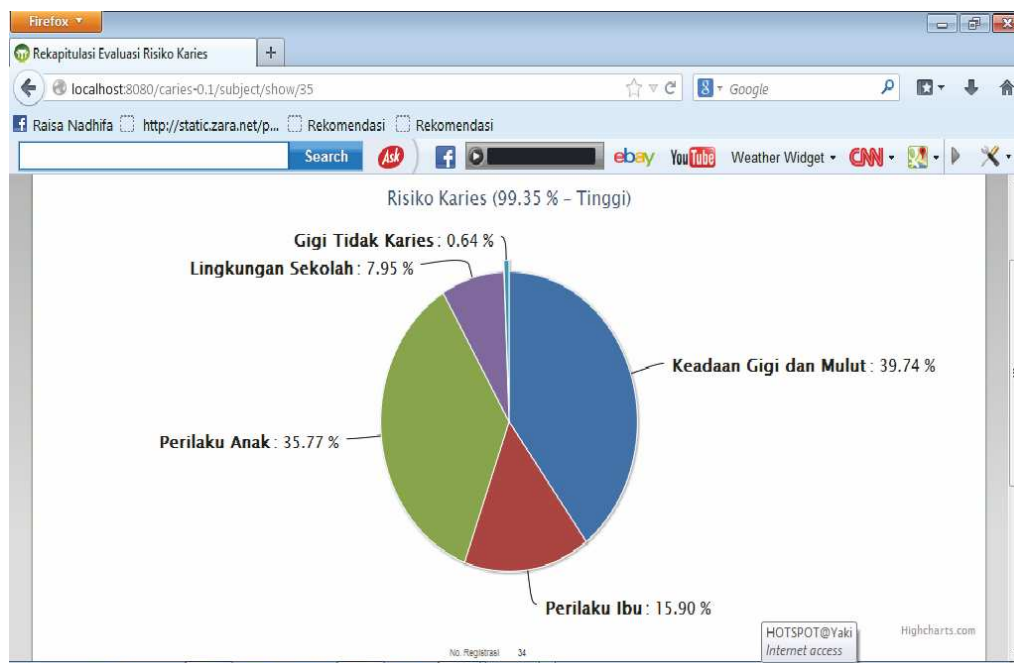 Firefox
Rekapitulasi Evaluasi Risiko Karies
localhost:8080/caries-0.1/subject/show/35
Google
Raisa Nadhifa http://static.zara.net/p... Rekomendasi Rekomendasi
Search Ask ebay YouTube Weather Widget CNN
Risiko Karies (99.35 % - Tinggi)
Gigi Tidak Karies : 0.64 %
Lingkungan Sekolah : 7.95 %
Keadaan Gigi dan Mulut : 39.74 %
Perilaku Anak : 35.77 %
Perilaku Ibu : 15.90 %
HOTSPOT@Yaki
Internet access
Highcharts.com
No. Registrasi 34